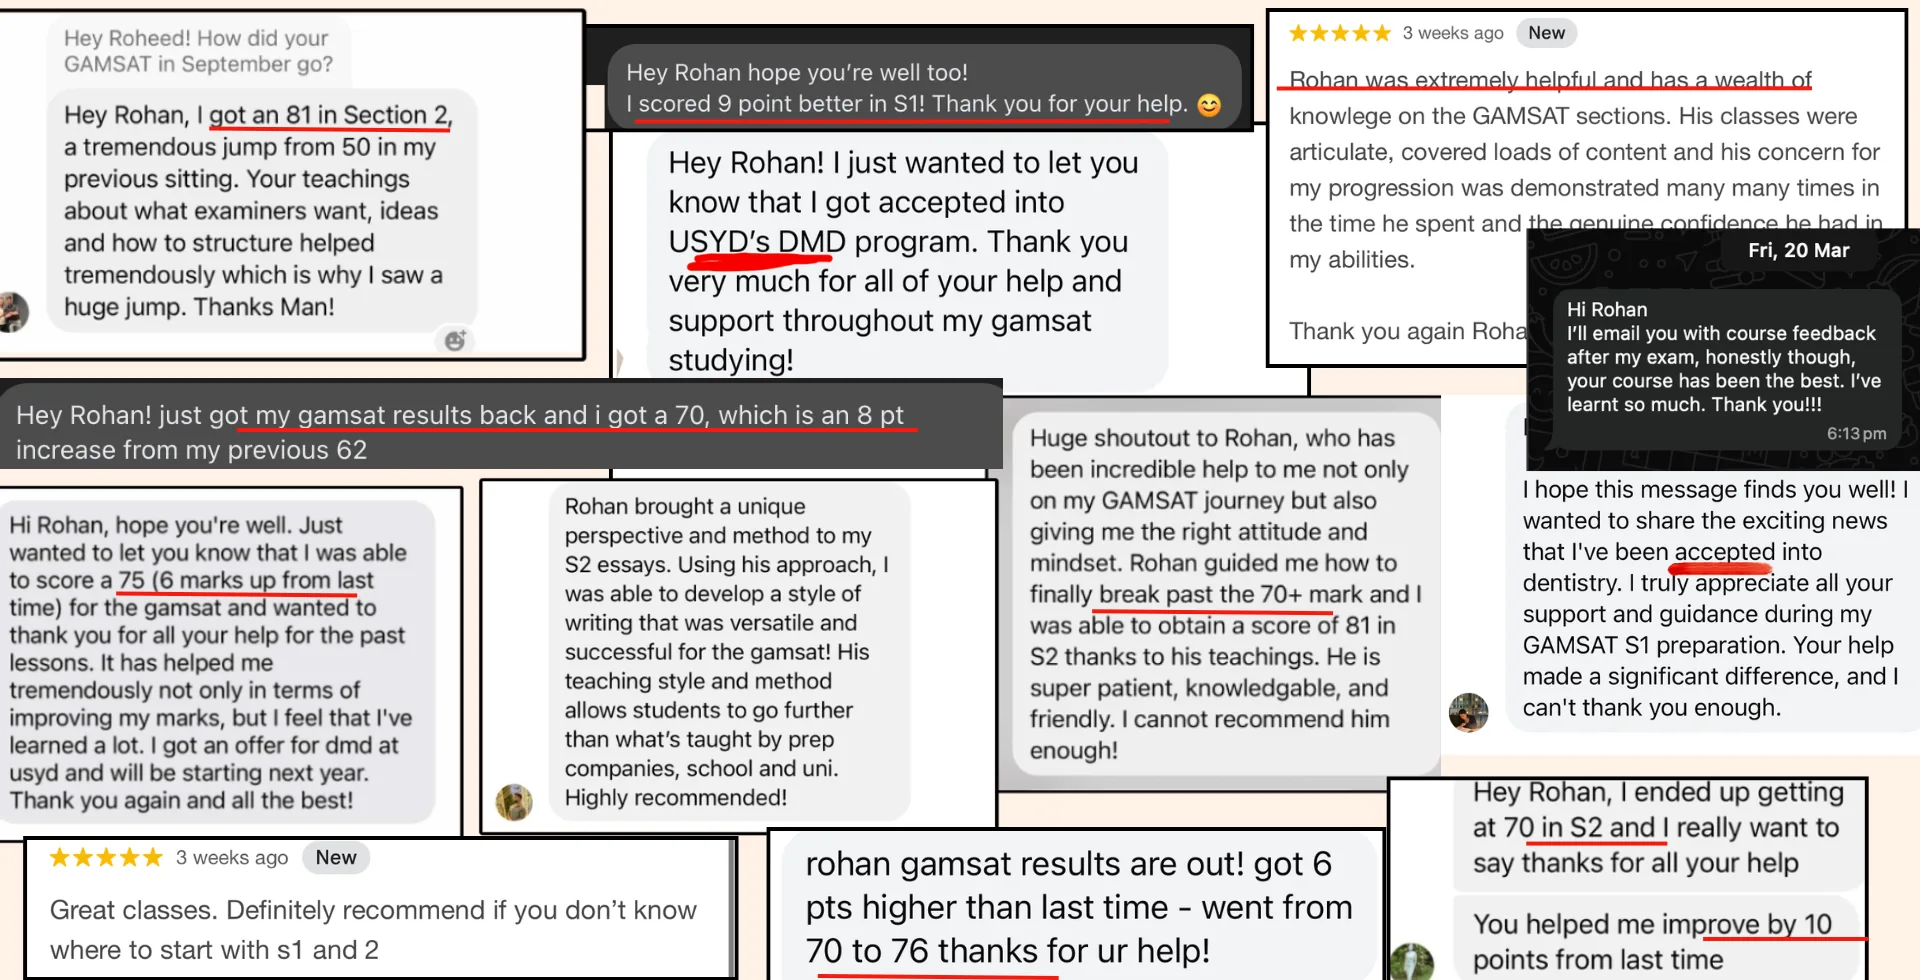 Hey Roheed! How did your
GAMSAT in September go?
Hey Rohan, I got an 81 in Section 2,
a tremendous jump from 50 in my
previous sitting. Your teachings
about what examiners want, ideas
and how to structure helped
tremendously which is why I saw a
huge jump. Thanks Man!
Hey Rohan hope you're well too!
I scored 9 point better in S1! Thank you for your help. 😊
Hey Rohan! I just wanted to let you
know that I got accepted into
USYD's DMD program. Thank you
very much for all of your help and
support throughout my gamsat
studying!
3 weeks ago New
Rohan was extremely helpful and has a wealth of
knowlege on the GAMSAT sections. His classes were
articulate, covered loads of content and his concern for
my progression was demonstrated many many times in
the time he spent and the genuine confidence he had in
my abilities.
Thank you again Roha
Fri, 20 Mar
Hi Rohan
I'll email you with course feedback
after my exam, honestly though,
your course has been the best. I've
learnt so much. Thank you!!!
6:13 pm
Hey Rohan! just got my gamsat results back and i got a 70, which is an 8 pt
increase from my previous 62
Hi Rohan, hope you're well. Just
wanted to let you know that I was able
to score a 75 (6 marks up from last
time) for the gamsat and wanted to
thank you for all your help for the past
lessons. It has helped me
tremendously not only in terms of
improving my marks, but I feel that I've
learned a lot. I got an offer for dmd at
usyd and will be starting next year.
Thank you again and all the best!
Rohan brought a unique
perspective and method to my
S2 essays. Using his approach, I
was able to develop a style of
writing that was versatile and
successful for the gamsat! His
teaching style and method
allows students to go further
than what's taught by prep
companies, school and uni.
Highly recommended!
Huge shoutout to Rohan, who has
been incredible help to me not only
on my GAMSAT journey but also
giving me the right attitude and
mindset. Rohan guided me how to
finally break past the 70+ mark and I
was able to obtain a score of 81 in
S2 thanks to his teachings. He is
super patient, knowledgable, and
friendly. I cannot recommend him
enough!
I hope this message finds you well! I
wanted to share the exciting news
that I've been accepted into
dentistry. I truly appreciate all your
support and guidance during my
GAMSAT S1 preparation. Your help
made a significant difference, and I
can't thank you enough.
3 weeks ago New
Great classes. Definitely recommend if you don't know
where to start with s1 and 2
rohan gamsat results are out! got 6
pts higher than last time - went from
70 to 76 thanks for ur help!
Hey Rohan, I ended up getting
at 70 in S2 and I really want to
say thanks for all your help
You helped me improve by 10
points from last time